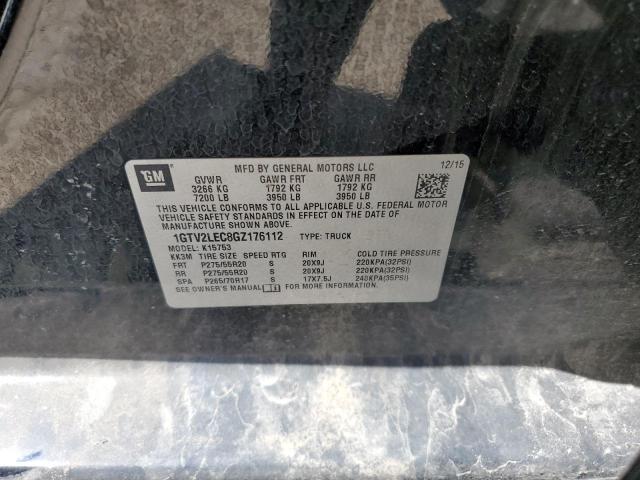 12/15
GM
MFD BY GENERAL MOTORS LLC
GVWR GAWR FRT GAWR RR
3266 KG 1792 KG 1792 KG
7200 LB 3950 LB 3950 LB
THIS VEHICLE CONFORMS TO ALL APPLICABLE U.S. FEDERAL MOTOR
VEHICLE SAFETY STANDARDS IN EFFECT ON THE DATE OF
MANUFACTURE SHOWN ABOVE.
1GTV2LEC8GZ176112 TYPE: TRUCK
MODEL: K15753
KK3M TIRE SIZE SPEED RTG RIM COLD TIRE PRESSURE
FRT P275/55R20 S 20X9J 220KPA(32PSI)
RR P275/55R20 S 20X9J 220KPA(32PSI)
SPA P265/70R17 S 17X7.5J 240KPA(35PSI)
SEE OWNER'S MANUAL FOR MORE INFORMATION